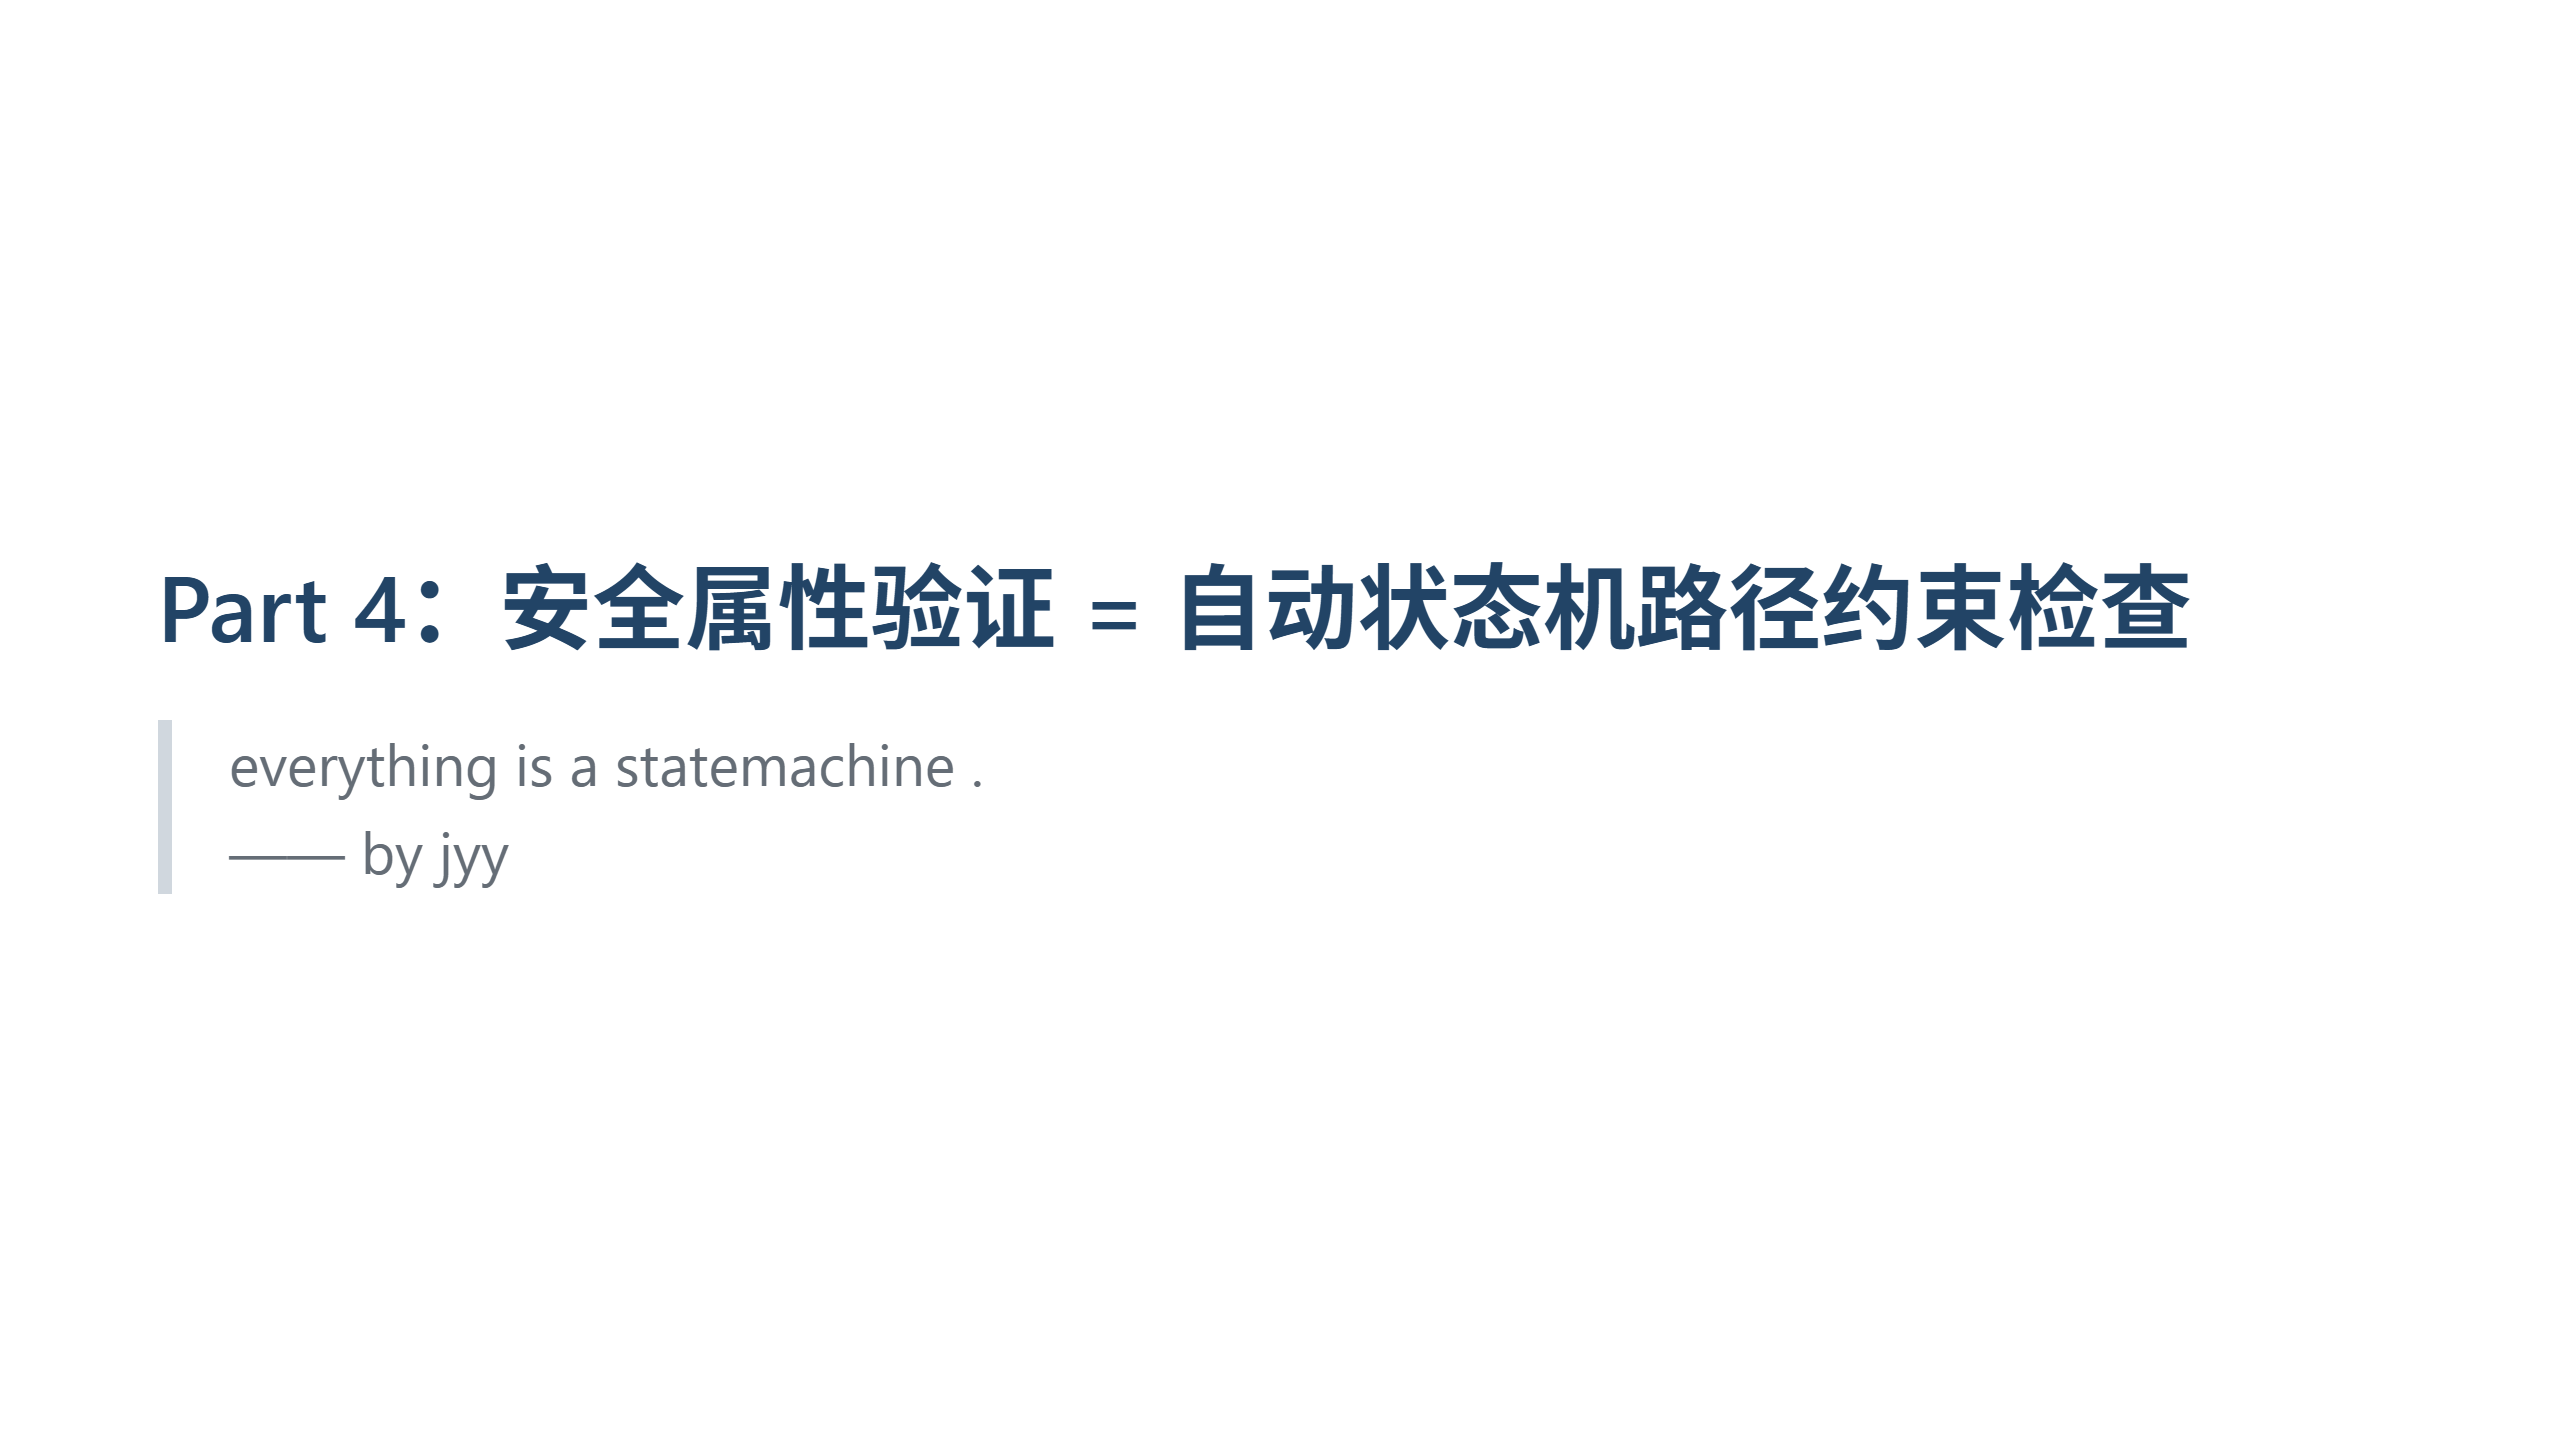 Part 4：安全属性验证 = 自动状态机路径约束检查
everything is a statemachine .
—— by jyy